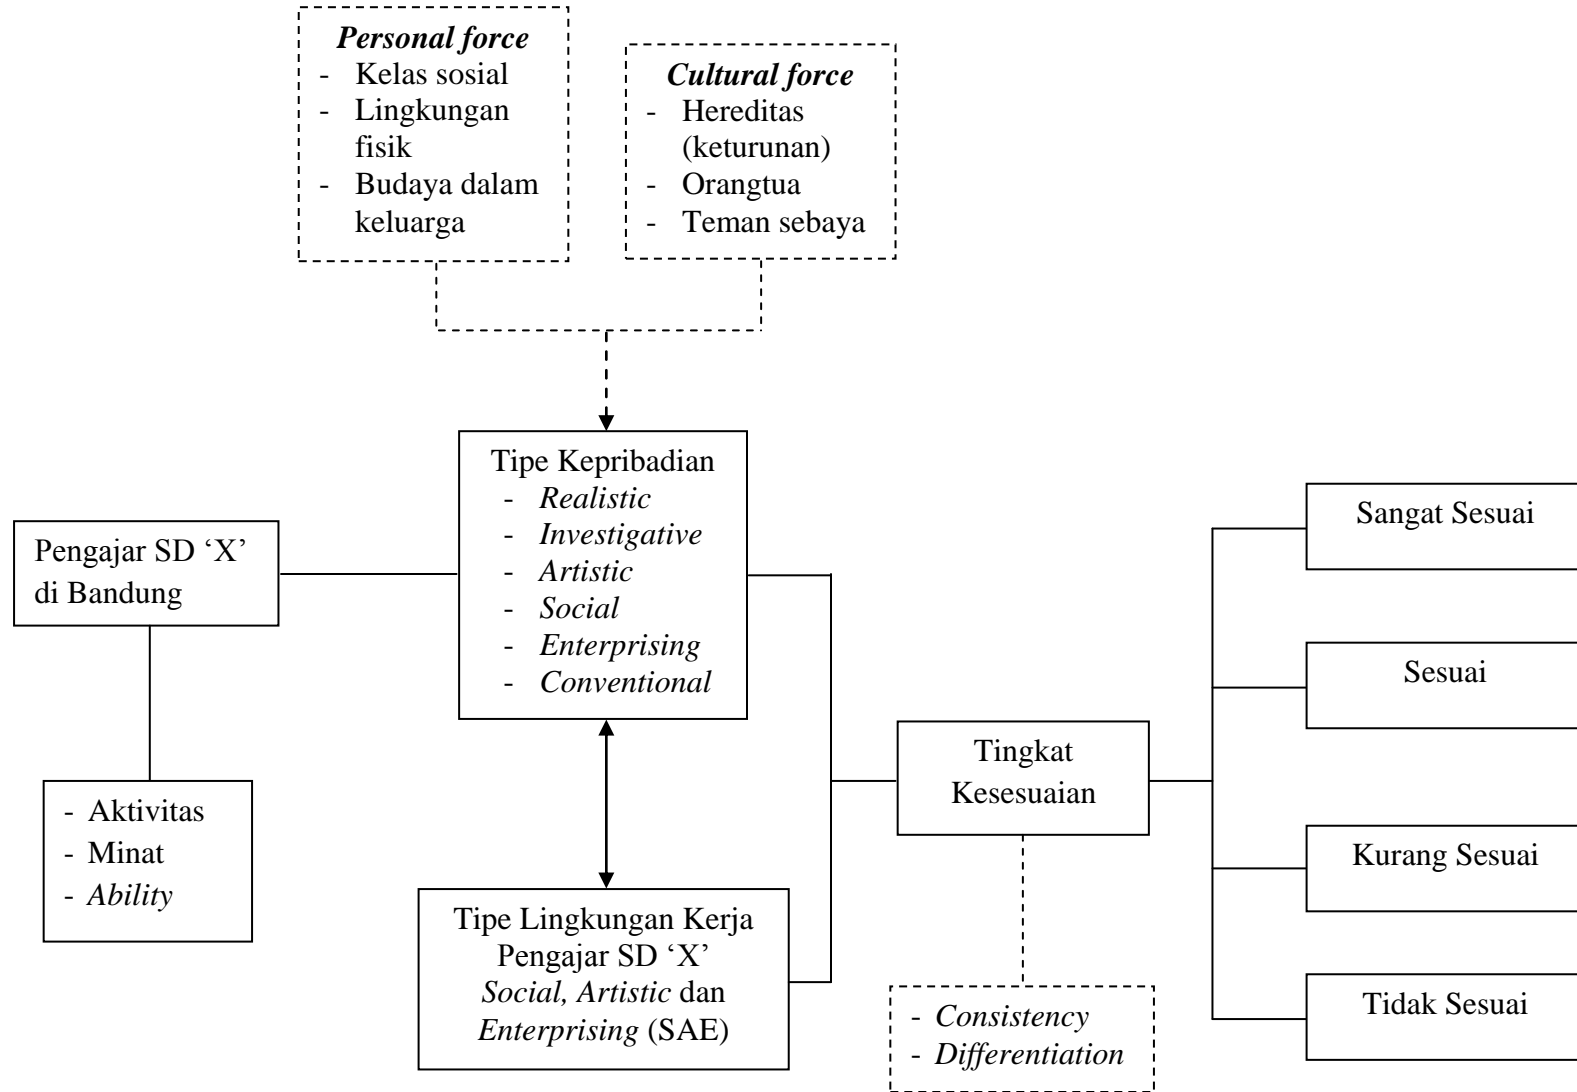 Personal force
- Kelas sosial
- Lingkungan
fisik
- Budaya dalam
keluarga
Cultural force
- Hereditas
(keturunan)
- Orangtua
- Teman sebaya
Tipe Kepribadian
- Realistic
- Investigative
- Artistic
- Social
- Enterprising
- Conventional
Pengajar SD ‘X’
di Bandung
- Aktivitas
- Minat
- Ability
Tipe Lingkungan Kerja
Pengajar SD ‘X’
Social, Artistic dan
Enterprising (SAE)
Tingkat
Kesesuaian
- Consistency
- Differentiation
Sangat Sesuai
Sesuai
Kurang Sesuai
Tidak Sesuai